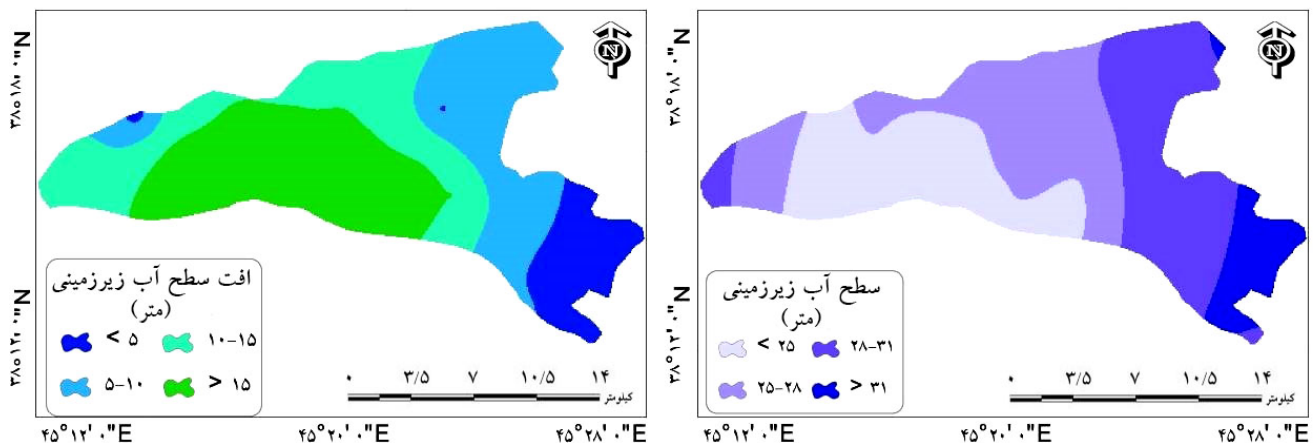 N
۳۸°۱۸' ۰"N
۳۸°۱۲' ۰"N
افت سطح آب زیرزمینی
(متر)
< ۵
۱۰-۱۵
۵-۱۰
> ۱۵
۰ ۳/۵ ۷ ۱۰/۵ ۱۴
کیلومتر
۴۵°۱۲' ۰"E ۴۵°۲۰' ۰"E ۴۵°۲۸' ۰"E
N
۳۸°۱۸' ۰"N
۳۸°۱۲' ۰"N
سطح آب زیرزمینی
(متر)
< ۲۵
۲۸-۳۱
۲۵-۲۸
> ۳۱
۰ ۳/۵ ۷ ۱۰/۵ ۱۴
کیلومتر
۴۵°۱۲' ۰"E ۴۵°۲۰' ۰"E ۴۵°۲۸' ۰"E